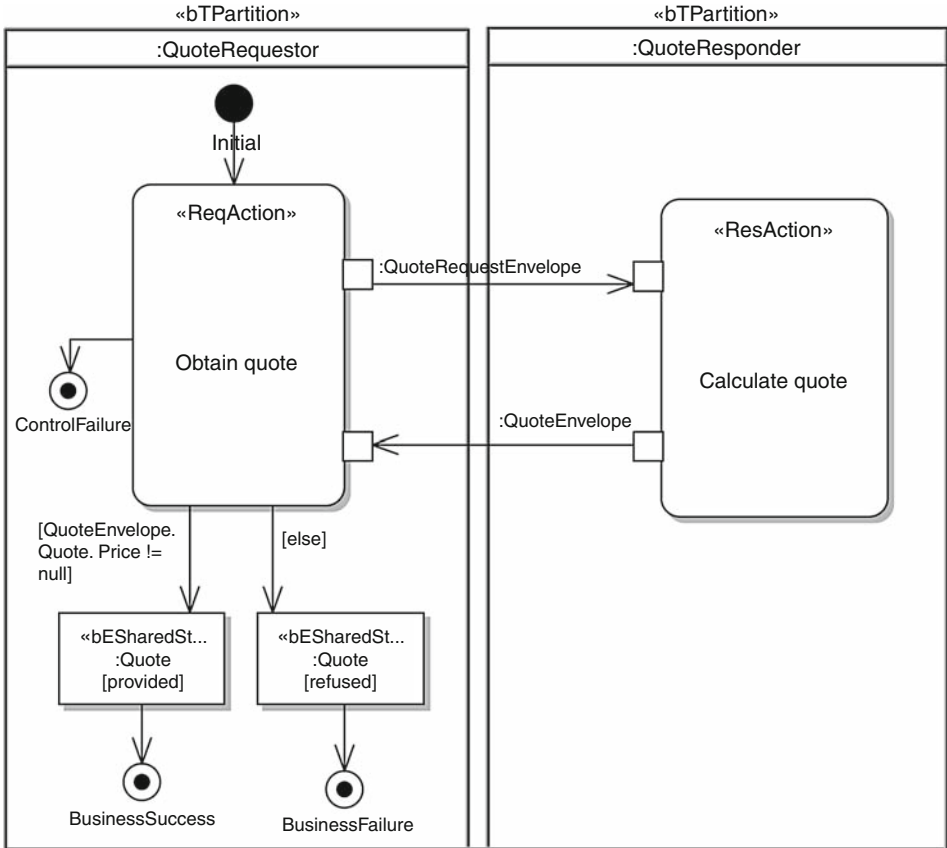 «bTPartition»
«bTPartition»
:QuoteRequestor
:QuoteResponder
Initial
«ReqAction»
Obtain quote
«ResAction»
Calculate quote
:QuoteRequestEnvelope
:QuoteEnvelope
ControlFailure
[QuoteEnvelope.
Quote. Price !=
null]
[else]
«bESharedSt...
:Quote
[provided]
«bESharedSt...
:Quote
[refused]
BusinessSuccess
BusinessFailure